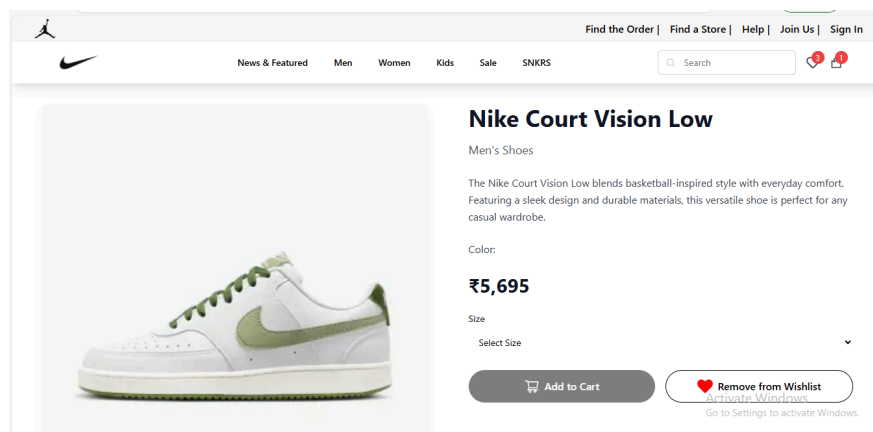 Find the Order | Find a Store | Help | Join Us | Sign In
News & Featured Men Women Kids Sale SNKRS Search 3 1
Nike Court Vision Low
Men's Shoes
The Nike Court Vision Low blends basketball-inspired style with everyday comfort.
Featuring a sleek design and durable materials, this versatile shoe is perfect for any
casual wardrobe.
Color:
₹5,695
Size
Select Size
Add to Cart Remove from Wishlist
Activate Windows
Go to Settings to activate Windows.